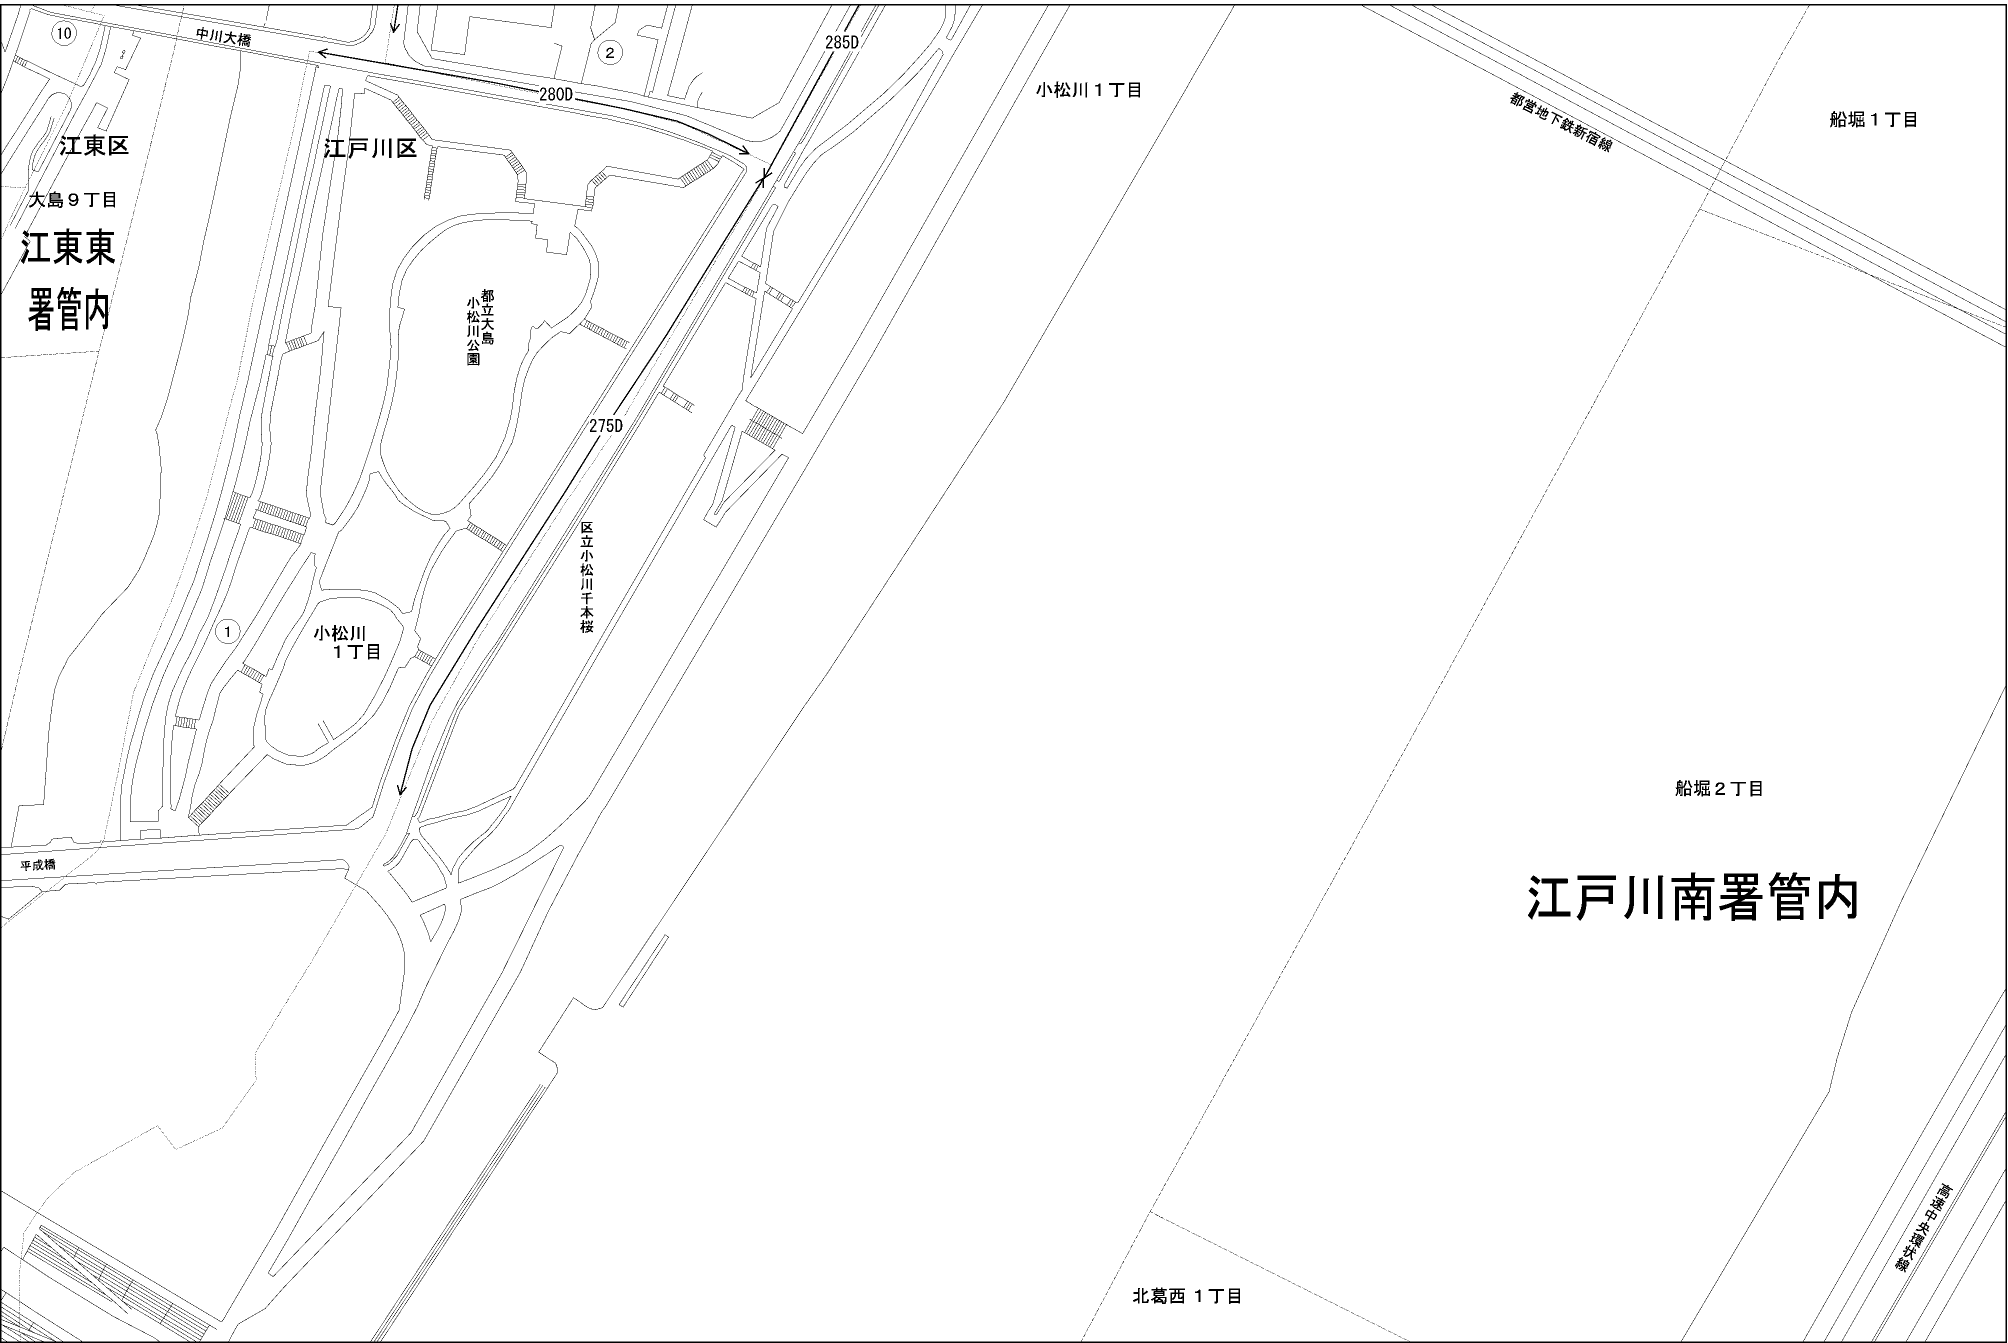 10
中川大橋
2
285D
280D
小松川１丁目
都営地下鉄新宿線
船堀１丁目
江東区
江戸川区
大島９丁目
江東東
署管内
都立大島
小松川公園
275D
区立小松川千本桜
1
小松川
１丁目
船堀２丁目
平成橋
江戸川南署管内
高速中央環状線
北葛西１丁目